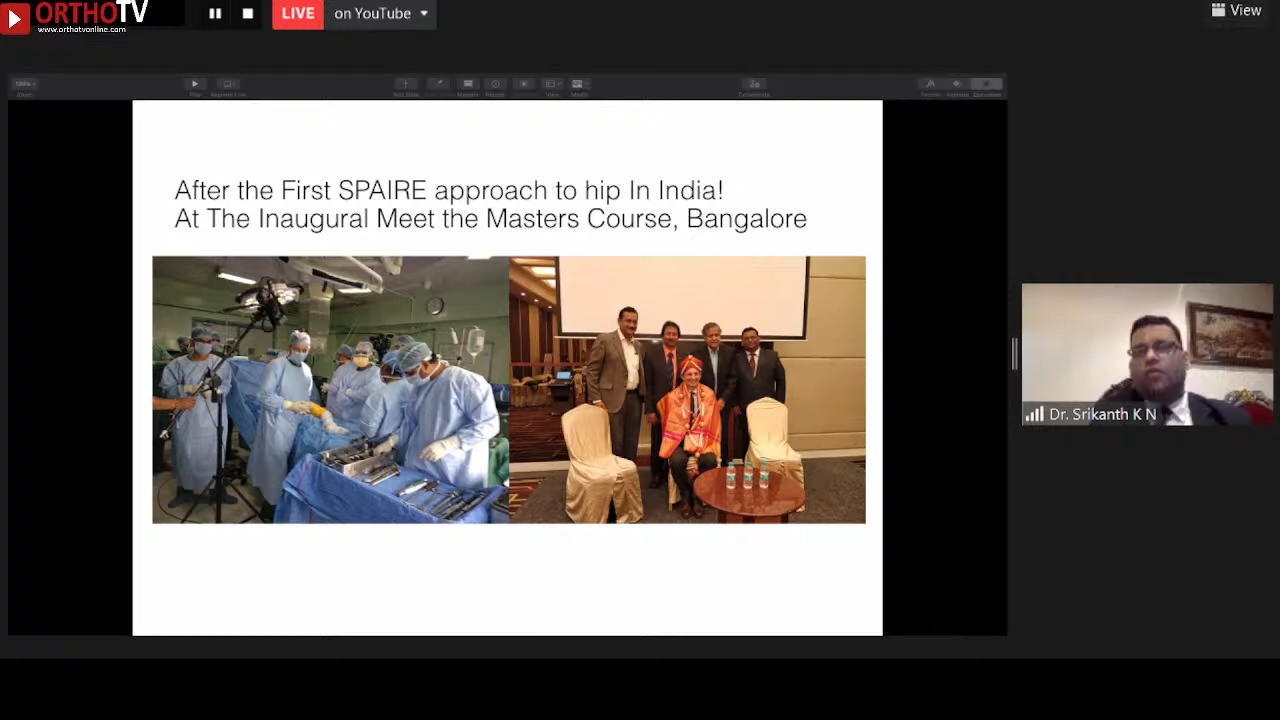 ORTHOTV
www.orthotvonline.com
LIVE on YouTube
View
After the First SPAIRE approach to hip In India!
At The Inaugural Meet the Masters Course, Bangalore
Dr. Srikanth K N